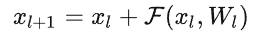 x_{l+1} = x_l + \mathcal{F}(x_l, W_l)